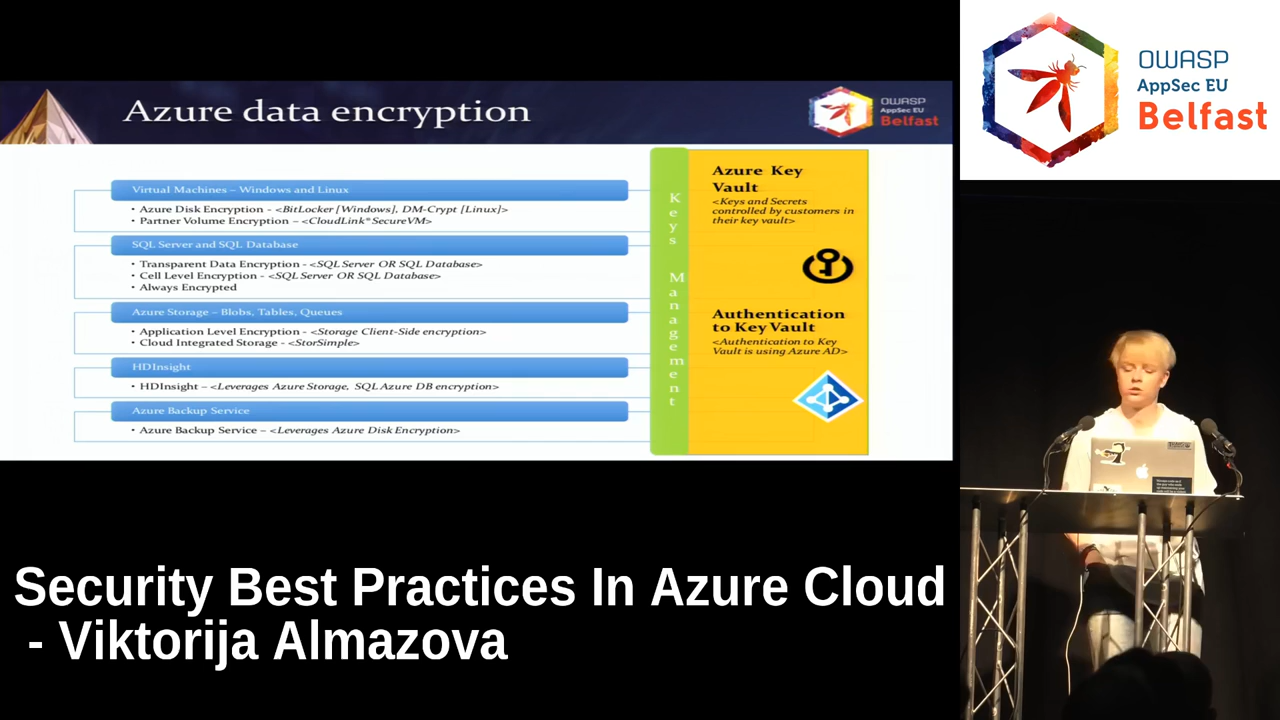 Azure data encryption
OWASP
AppSec EU
Belfast
Virtual Machines – Windows and Linux
• Azure Disk Encryption - <BitLocker [Windows], DM-Crypt [Linux]>
• Partner Volume Encryption – <CloudLink® SecureVM>
SQL Server and SQL Database
• Transparent Data Encryption - <SQL Server OR SQL Database>
• Cell Level Encryption - <SQL Server OR SQL Database>
• Always Encrypted
Azure Storage – Blobs, Tables, Queues
• Application Level Encryption - <Storage Client-Side encryption>
• Cloud Integrated Storage - <StorSimple>
HDInsight
• HDInsight – <Leverages Azure Storage, SQL Azure DB encryption>
Azure Backup Service
• Azure Backup Service – <Leverages Azure Disk Encryption>
Keys Management
Azure Key
Vault
<Keys and Secrets
controlled by customers in
their key vault>
Authentication
to Key Vault
<Authentication to Key
Vault is using Azure AD>
OWASP
AppSec EU
Belfast
Security Best Practices In Azure Cloud
- Viktorija Almazova